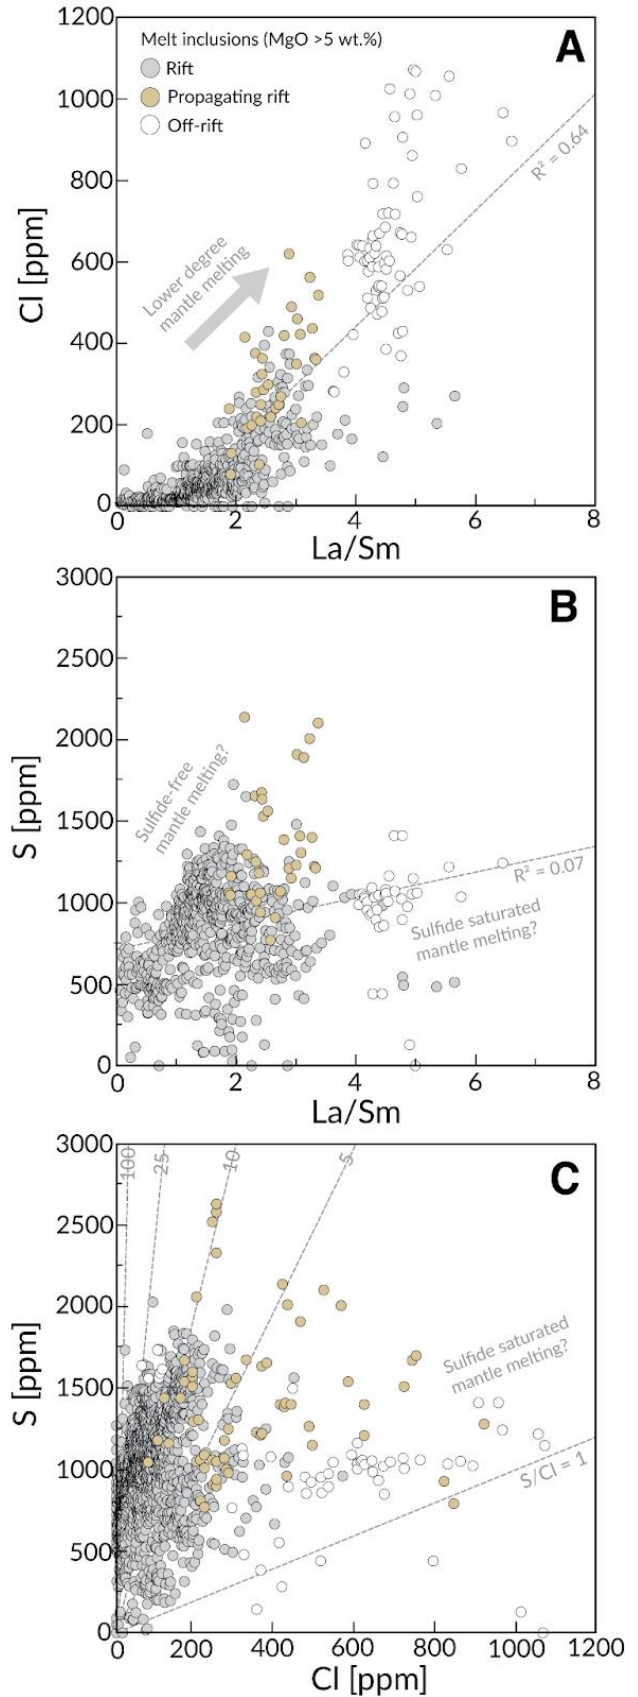 1200
A
Melt inclusions (MgO >5 wt.%)
Rift
Propagating rift
Off-rift
1000
800
600
400
200
0
Cl [ppm]
R² = 0.64
Lower degree
mantle melting
0 2 4 6 8
La/Sm
3000
B
2500
2000
1500
1000
500
0
S [ppm]
Sulfide-free
mantle melting?
R² = 0.07
Sulfide saturated
mantle melting?
0 2 4 6 8
La/Sm
3000
C
100 25 10 5
2500
2000
1500
1000
500
0
S [ppm]
Sulfide saturated
mantle melting?
S/Cl = 1
0 200 400 600 800 1000 1200
Cl [ppm]